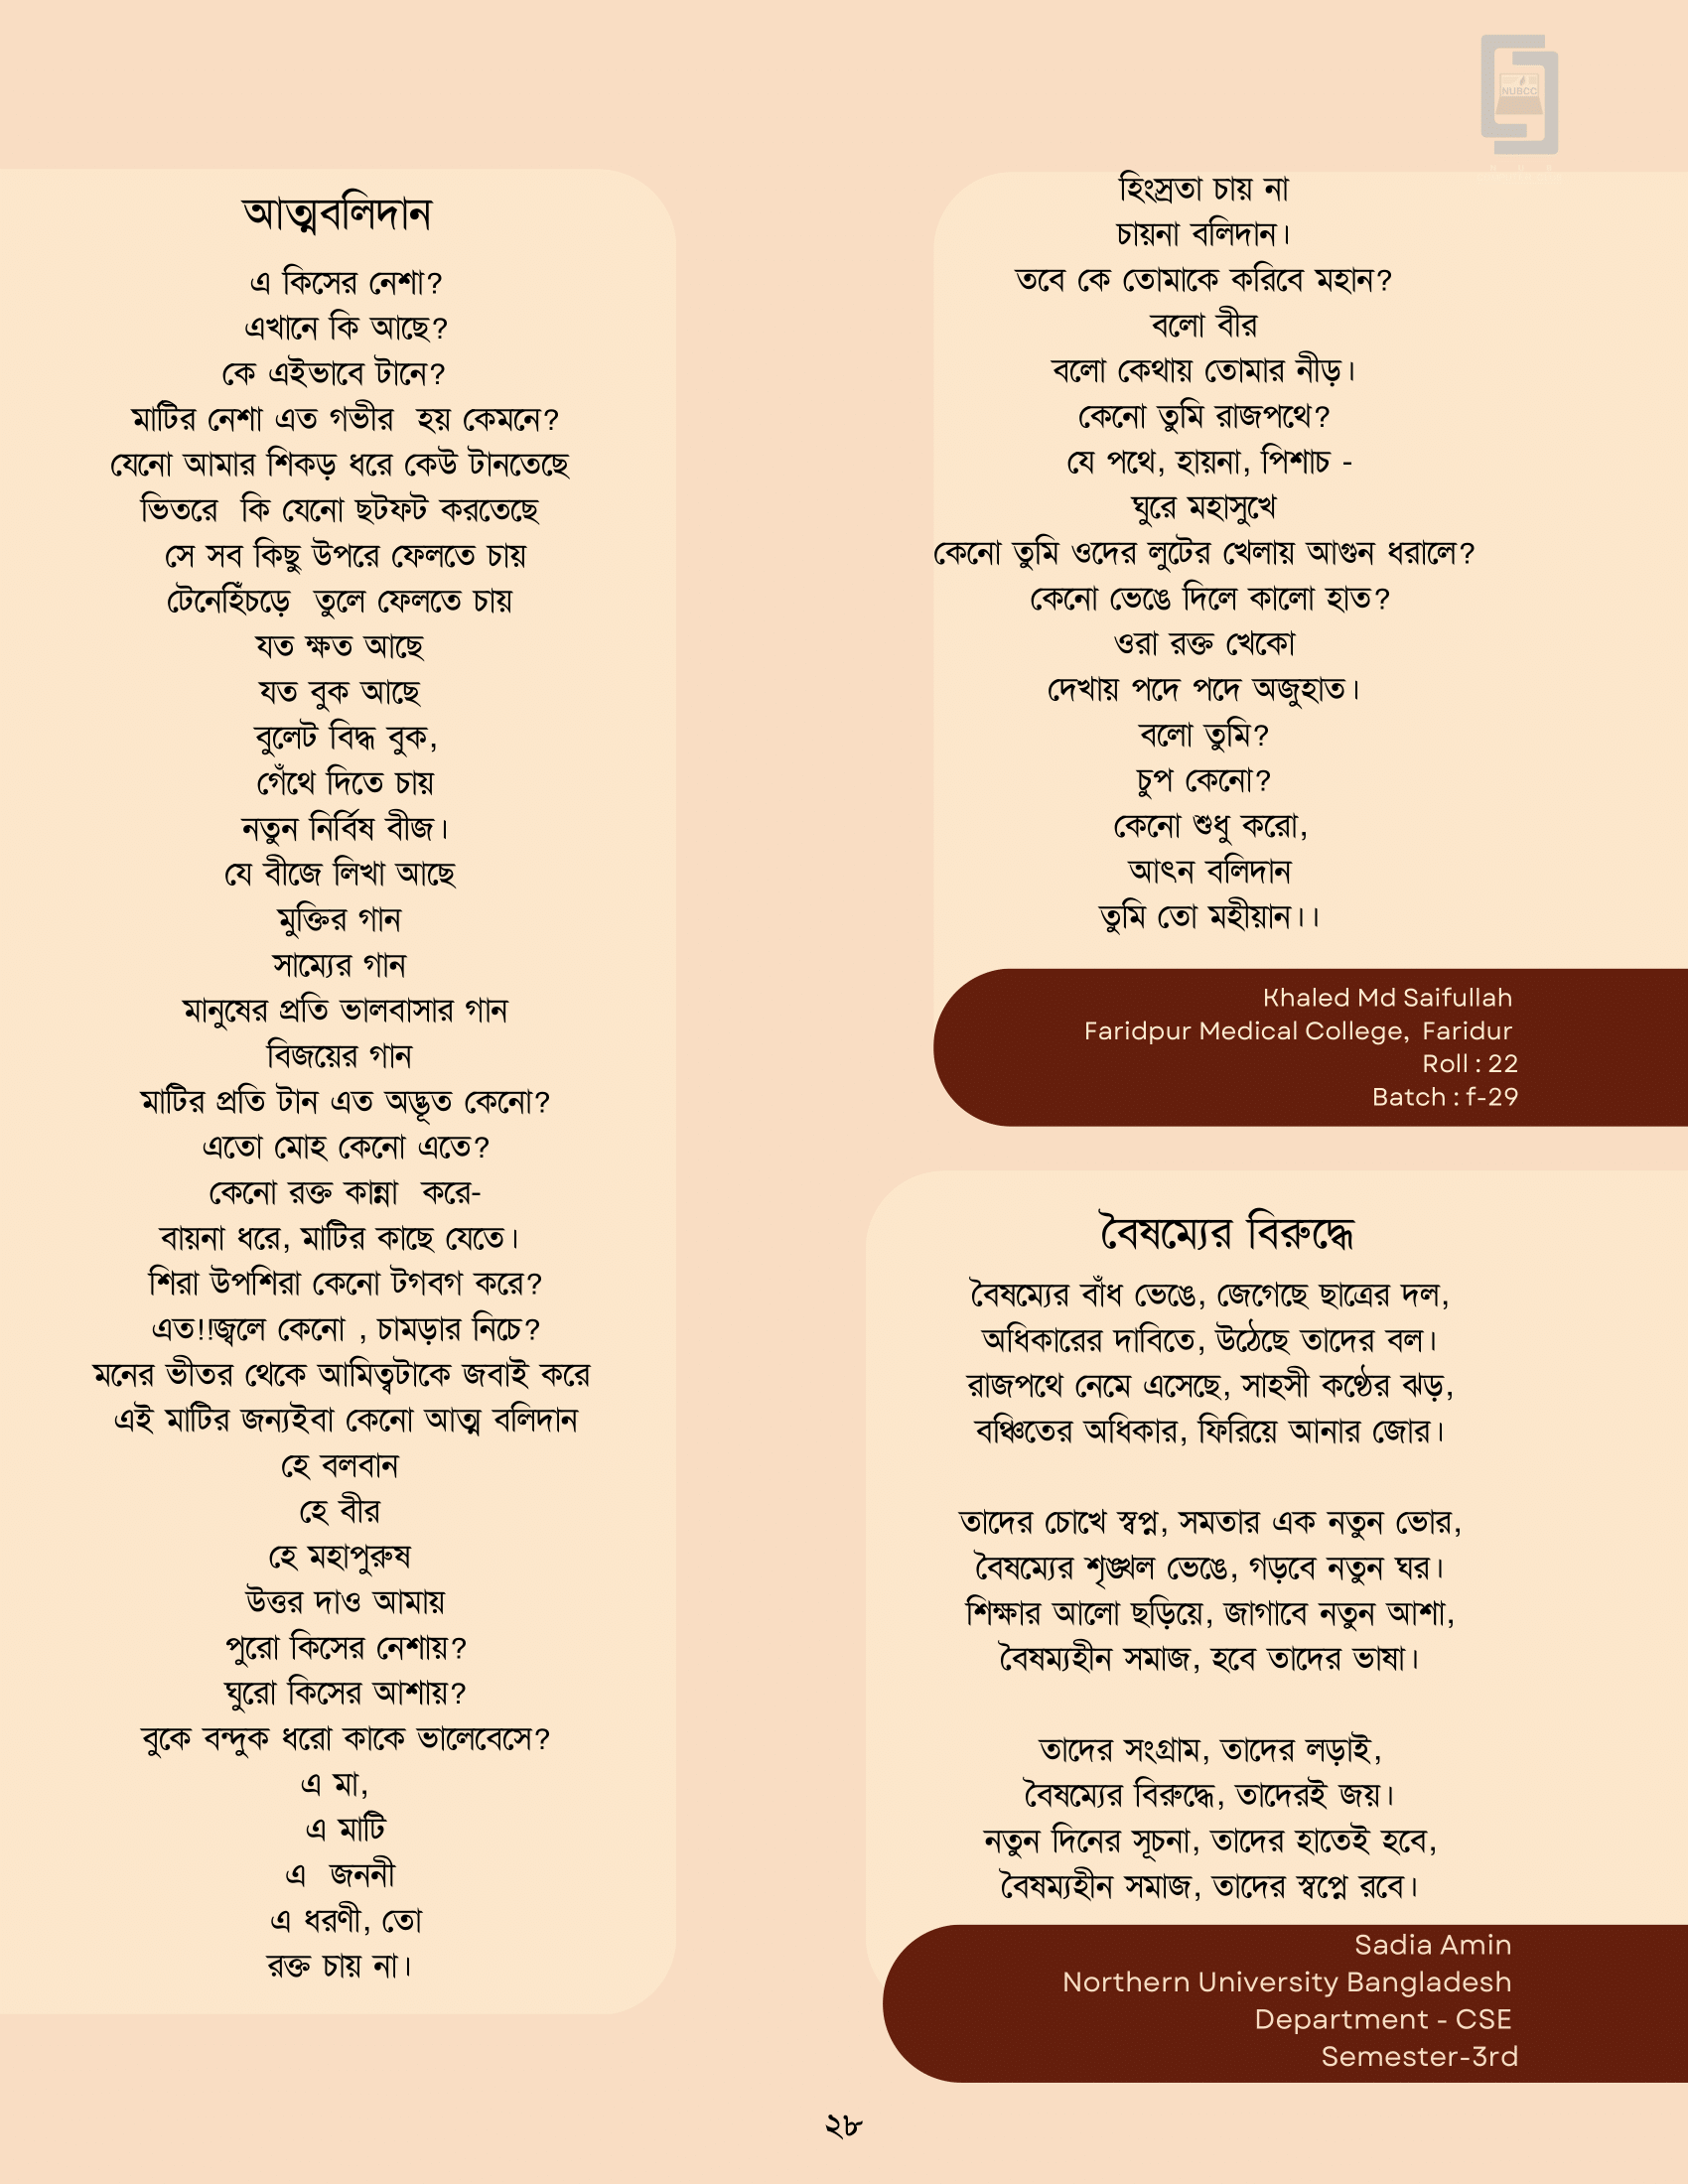 NUBCC
আত্মবলিদান
এ কিসের নেশা?
এখানে কি আছে?
কে এইভাবে টানে?
মাটির নেশা এত গভীর  হয় কেমনে?
যেনো আমার শিকড় ধরে কেউ টানতেছে
ভিতরে  কি যেনো ছটফট করতেছে
সে সব কিছু উপরে ফেলতে চায়
টেনেহিঁচড়ে  তুলে ফেলতে চায়
যত ক্ষত আছে
যত বুক আছে
বুলেট বিদ্ধ বুক,
গেঁথে দিতে চায়
নতুন নির্বিষ বীজ।
যে বীজে লিখা আছে
মুক্তির গান
সাম্যের গান
মানুষের প্রতি ভালবাসার গান
বিজয়ের গান
মাটির প্রতি টান এত অদ্ভূত কেনো?
এতো মোহ কেনো এতে?
কেনো রক্ত কান্না  করে-
বায়না ধরে, মাটির কাছে যেতে।
শিরা উপশিরা কেনো টগবগ করে?
এত!!জ্বলে কেনো , চামড়ার নিচে?
মনের ভীতর থেকে আমিত্বটাকে জবাই করে
এই মাটির জন্যইবা কেনো আত্ম বলিদান
হে বলবান
হে বীর
হে মহাপুরুষ
উত্তর দাও আমায়
পুরো কিসের নেশায়?
ঘুরো কিসের আশায়?
বুকে বন্দুক ধরো কাকে ভালেবেসে?
এ মা,
এ মাটি
এ  জননী
এ ধরণী, তো
রক্ত চায় না।
হিংস্রতা চায় না
চায়না বলিদান।
তবে কে তোমাকে করিবে মহান?
বলো বীর
বলো কেথায় তোমার নীড়।
কেনো তুমি রাজপথে?
যে পথে, হায়না, পিশাচ -
ঘুরে মহাসুখে
কেনো তুমি ওদের লুটের খেলায় আগুন ধরালে?
কেনো ভেঙে দিলে কালো হাত?
ওরা রক্ত খেকো
দেখায় পদে পদে অজুহাত।
বলো তুমি?
চুপ কেনো?
কেনো শুধু করো,
আৎন বলিদান
তুমি তো মহীয়ান।।
Khaled Md Saifullah
Faridpur Medical College,  Faridur
Roll : 22
Batch : f-29
বৈষম্যের বিরুদ্ধে
বৈষম্যের বাঁধ ভেঙে, জেগেছে ছাত্রের দল,
অধিকারের দাবিতে, উঠেছে তাদের বল।
রাজপথে নেমে এসেছে, সাহসী কণ্ঠের ঝড়,
বঞ্চিতের অধিকার, ফিরিয়ে আনার জোর।
তাদের চোখে স্বপ্ন, সমতার এক নতুন ভোর,
বৈষম্যের শৃঙ্খল ভেঙে, গড়বে নতুন ঘর।
শিক্ষার আলো ছড়িয়ে, জাগাবে নতুন আশা,
বৈষম্যহীন সমাজ, হবে তাদের ভাষা।
তাদের সংগ্রাম, তাদের লড়াই,
বৈষম্যের বিরুদ্ধে, তাদেরই জয়।
নতুন দিনের সূচনা, তাদের হাতেই হবে,
বৈষম্যহীন সমাজ, তাদের স্বপ্নে রবে।
Sadia Amin
Northern University Bangladesh
Department - CSE
Semester-3rd
২৮